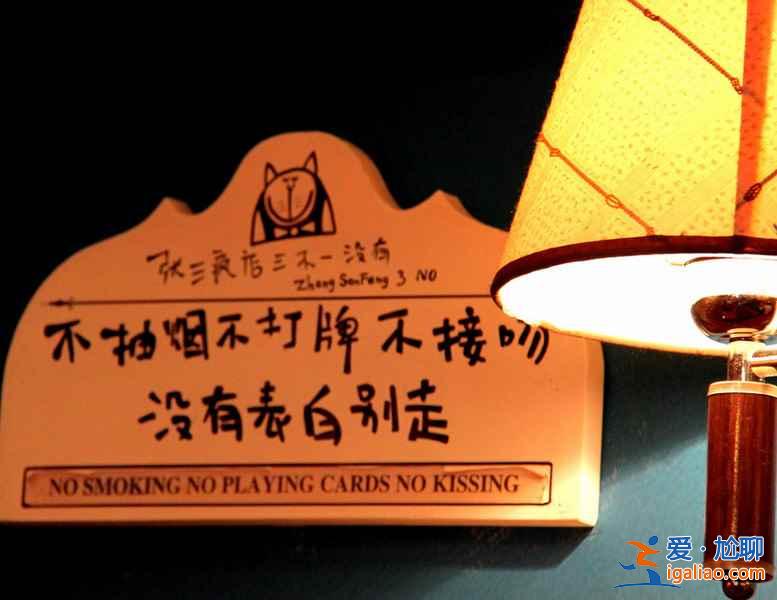 张三疯店三不一没有
Zhang SanFeng 3 NO
不抽烟不打牌不接吻
没有表白别走
NO SMOKING NO PLAYING CARDS NO KISSING
爱·尬聊
igaliao.com